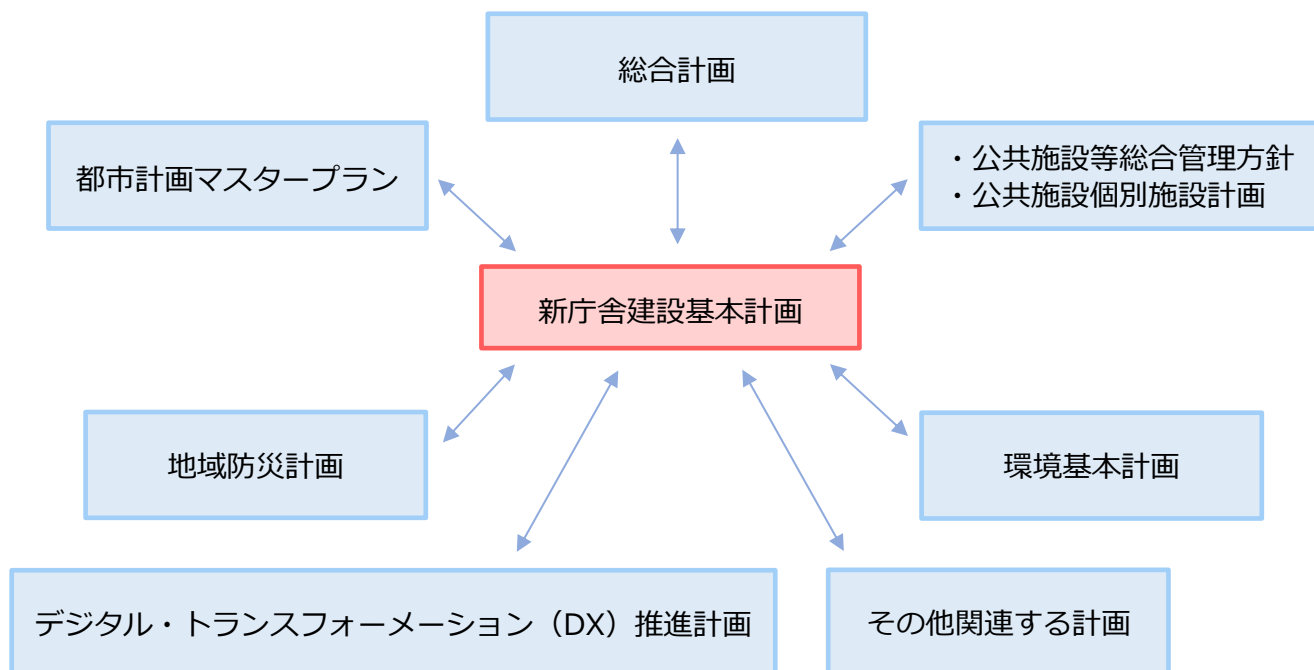 総合計画
都市計画マスタープラン
・公共施設等総合管理方針
・公共施設個別施設計画
新庁舎建設基本計画
地域防災計画
環境基本計画
デジタル・トランスフォーメーション（DX）推進計画
その他関連する計画